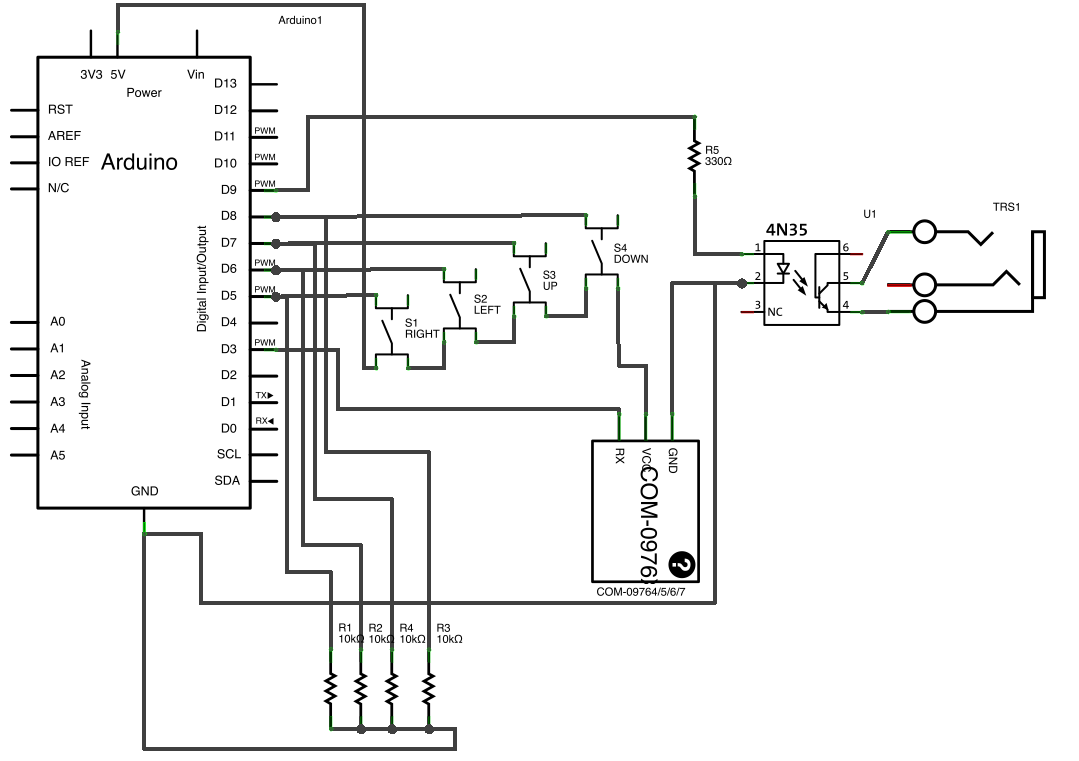 Arduino1
3V3 5V Vin
Power
D13
RST
D12
AREF
D11 PWM
Arduino
IO REF
D10 PWM
N/C
D9 PWM
D8
D7
D6 PWM
D5 PWM
D4
D3 PWM
D2
D1 TX
D0 RX
SCL
SDA
Digital Input/Output
A0
A1
A2
A3
A4
A5
Analog Input
GND
R5
330Ω
S4
DOWN
S3
UP
S2
LEFT
S1
RIGHT
U1
4N35
1
2
3 NC
6
5
4
TRS1
RX
VCC
GND
COM-0976
?
COM-09764/5/6/7
R1
10kΩ
R2
10kΩ
R4
10kΩ
R3
10kΩ